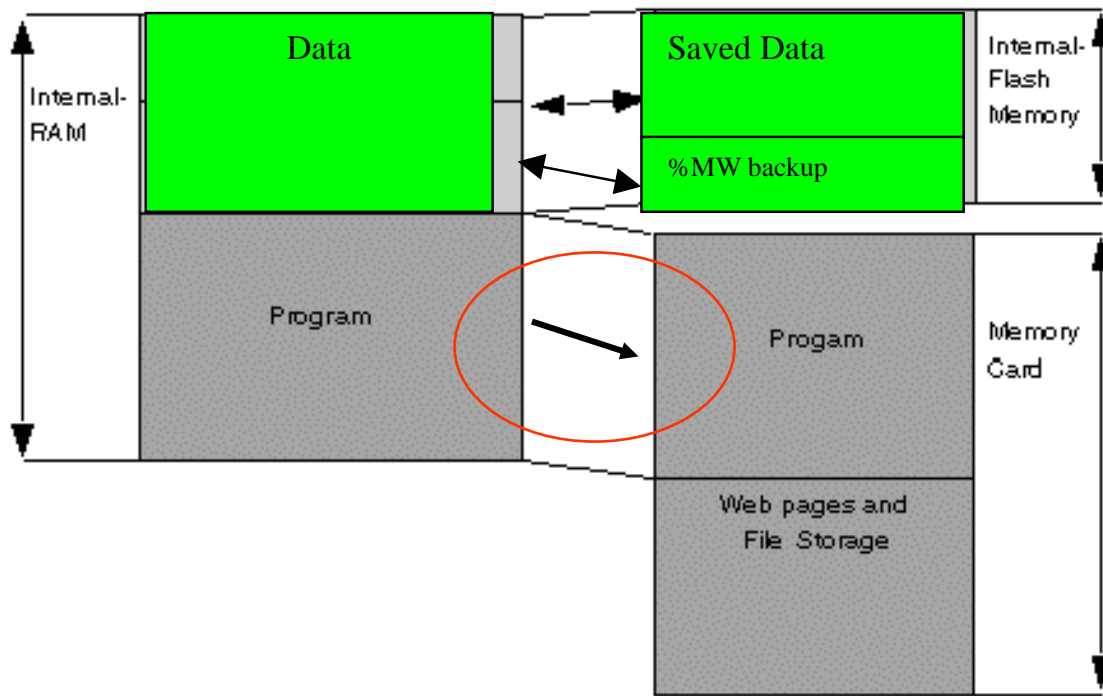 Data
Saved Data
Internal-
Flash
Memory
Internal-
RAM
%MW backup
Program
Progam
Memory
Card
Web pages and
File Storage